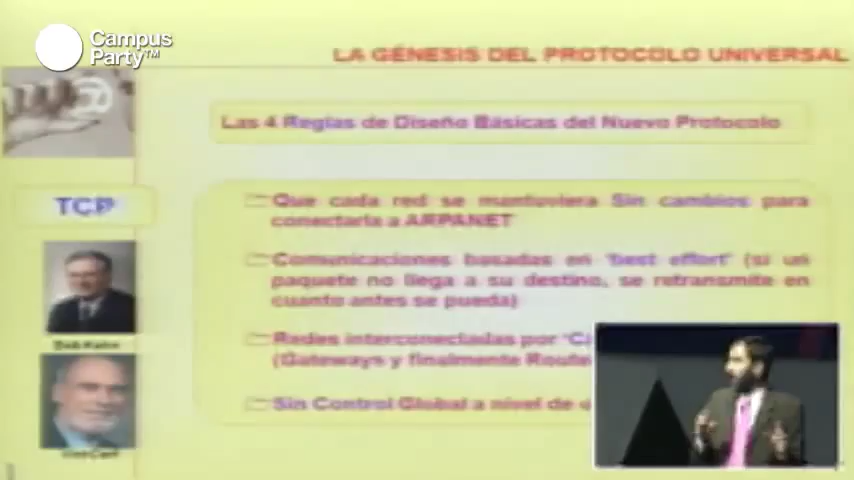 Campus
Party™
LA GÉNESIS DEL PROTOCOLO UNIVERSAL
Las 4 Reglas de Diseño Básicas del Nuevo Protocolo
TCP
Que cada red se mantuviera Sin cambios para
conectarla a ARPANET
Comunicaciones basadas en 'best effort' (si un
paquete no llega a su destino, se retransmite en
cuanto antes se pueda)
Bob Kahn
Redes interconectadas por
(Gateways y finalmente
Sin Control Global a nivel de
Vint Cerf